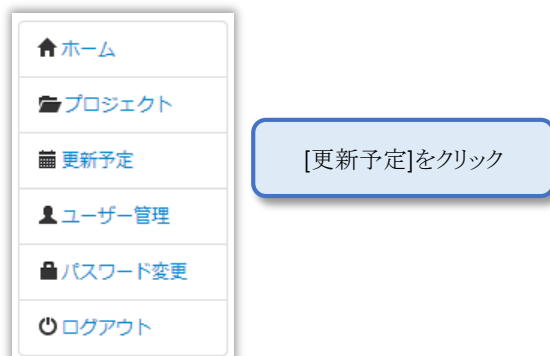 ホーム
プロジェクト
更新予定
ユーザー管理
パスワード変更
ログアウト
[更新予定]をクリック